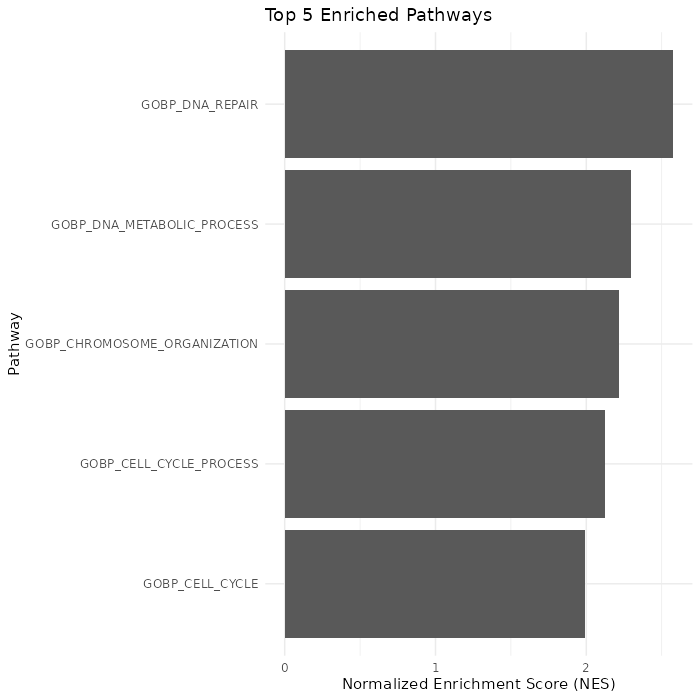 Top 5 Enriched Pathways
Pathway
GOBP_DNA_REPAIR
GOBP_DNA_METABOLIC_PROCESS
GOBP_CHROMOSOME_ORGANIZATION
GOBP_CELL_CYCLE_PROCESS
GOBP_CELL_CYCLE
0 1 2
Normalized Enrichment Score (NES)